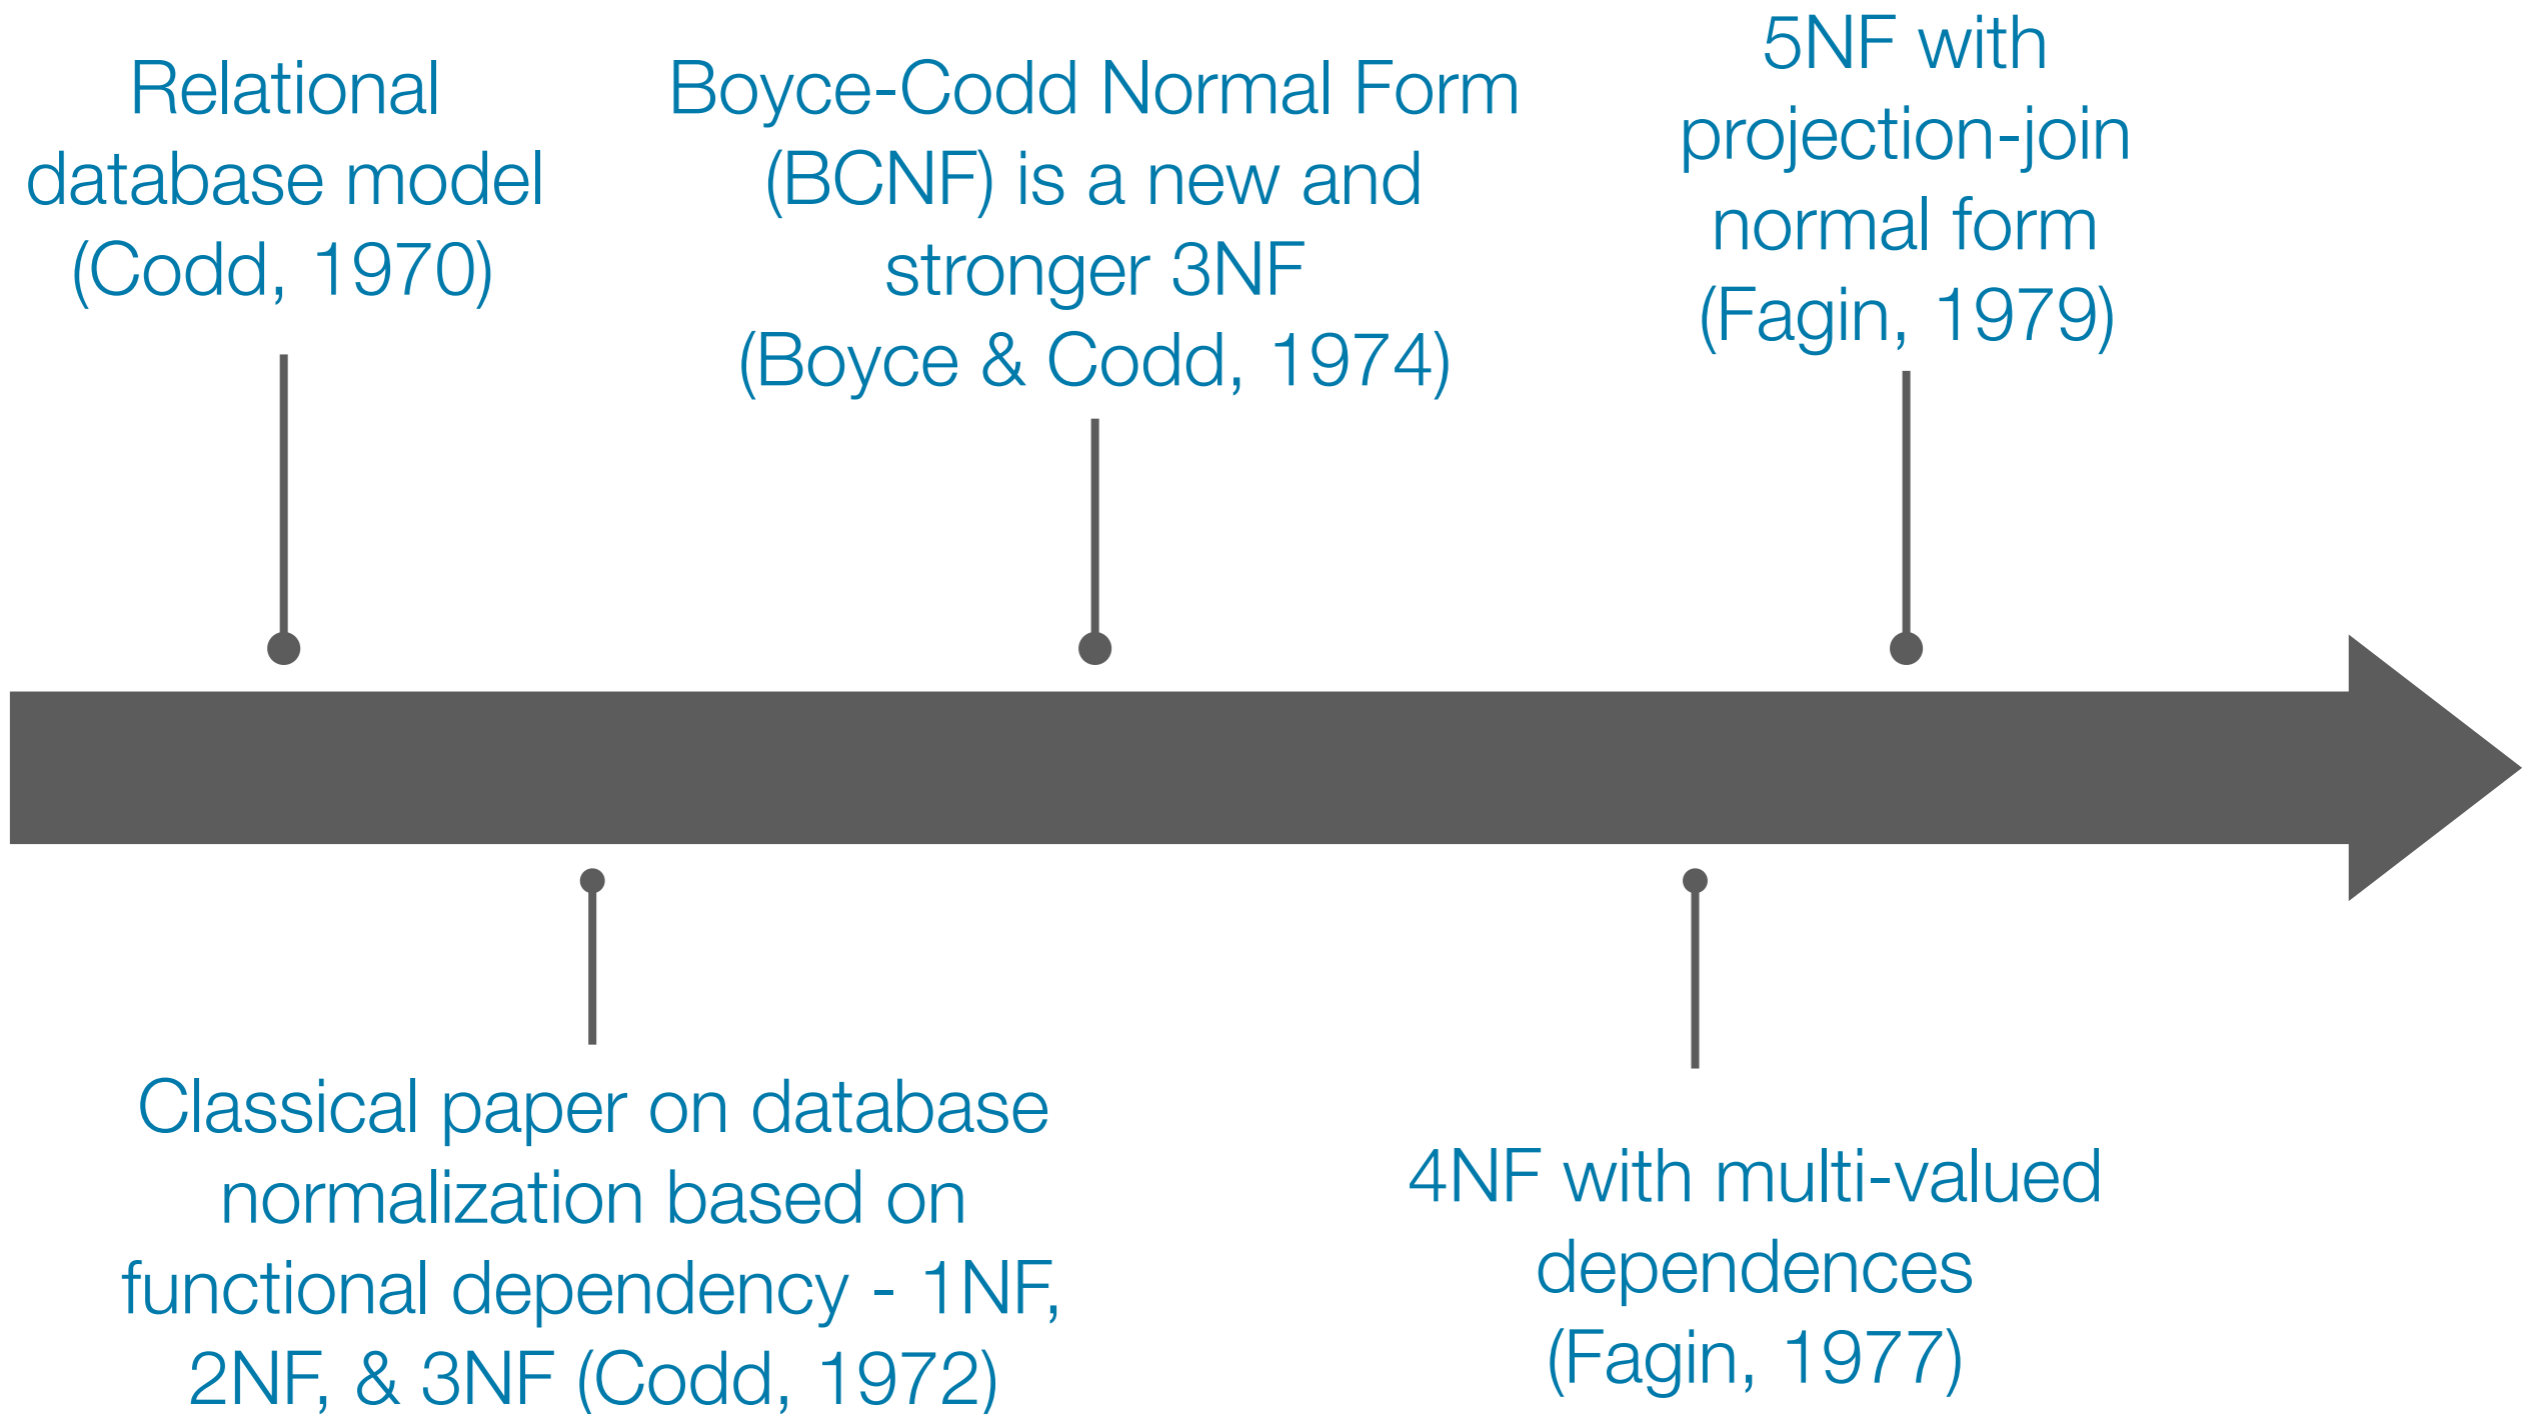 Relational
database model
(Codd, 1970)
Boyce-Codd Normal Form
(BCNF) is a new and
stronger 3NF
(Boyce & Codd, 1974)
5NF with
projection-join
normal form
(Fagin, 1979)
Classical paper on database
normalization based on
functional dependency - 1NF,
2NF, & 3NF (Codd, 1972)
4NF with multi-valued
dependences
(Fagin, 1977)